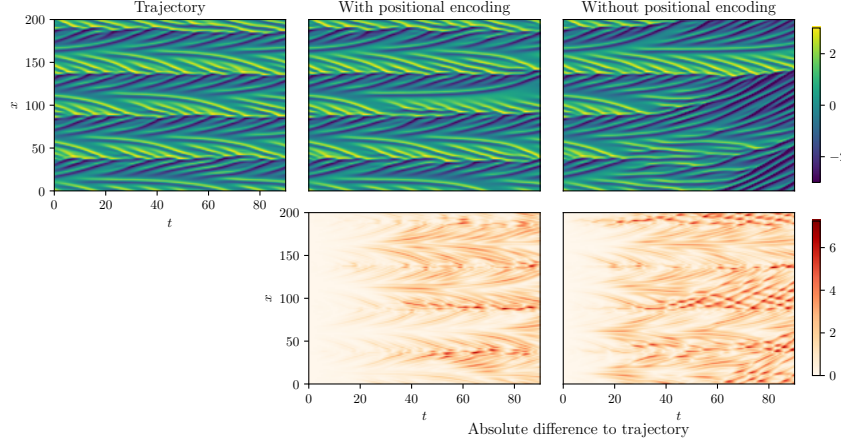 Trajectory
With positional encoding
Without positional encoding
200
150
100
50
0
x
0 20 40 60 80
t
2
0
200
150
100
50
0
x
0 20 40 60 80
t
0 20 40 60 80
t
6
4
2
0
Absolute difference to trajectory